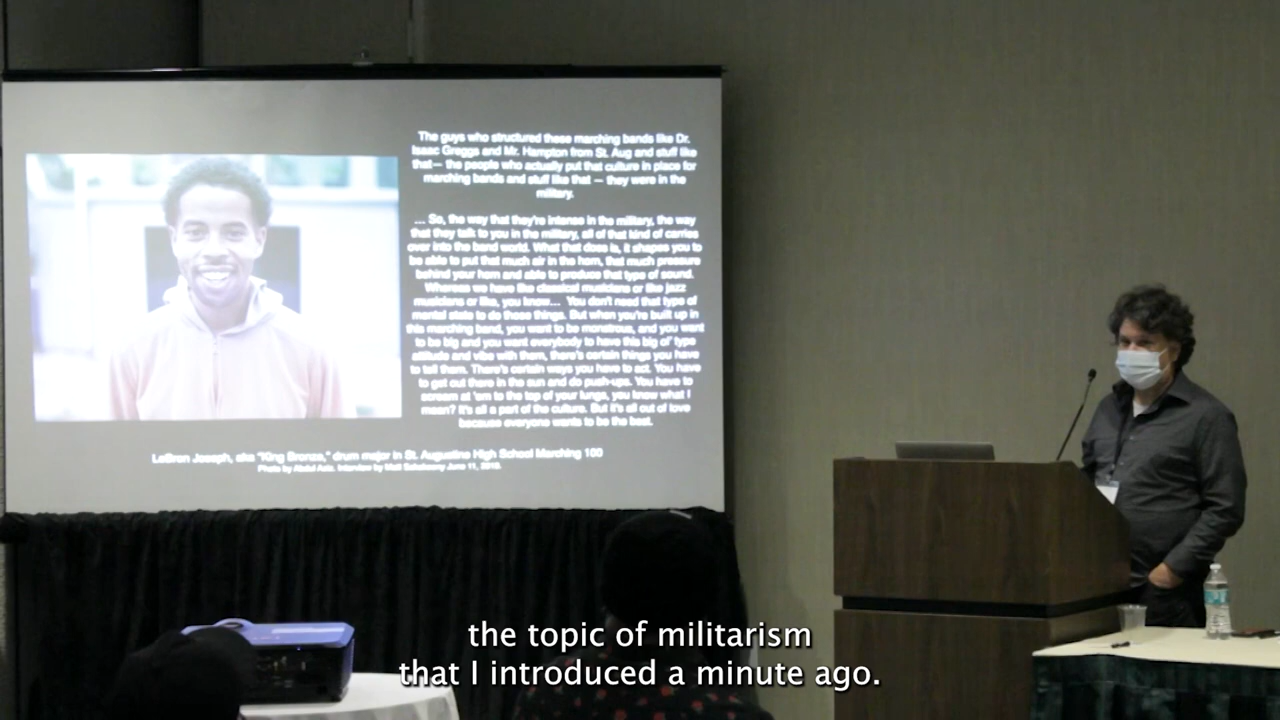 The guys who structured these marching bands like Dr.
Isaac Greggs and Mr. Hampton from St. Aug and stuff like
that — the people who actually put that culture in place for
marching bands and stuff like that — they were in the
military.
... So, the way that they're intense in the military, the way
that they talk to you in the military, all of that kind of carries
over into the band world. What that does is, it shapes you to
be able to put that much air in the horn, that much pressure
behind your horn and able to produce that type of sound.
Whereas we have like classical musicians or like jazz
musicians or like, you know... You don't need that type of
mental state to do these things. But when you're built up in
this marching band, you want to be monstrous, and you want
to be big and you want everybody to have this big ol' type
attitude and vibe with them, there's certain things you have
to tell them. There's certain ways you have to act. You have
to get out there in the sun and do push-ups. You have to
scream at 'em to the top of your lungs, you know what I
mean? It's all a part of the culture. But it's all out of love
because everyone wants to be the best.
LeBron Joseph, aka "King Bronze," drum major in St. Augustine High School Marching 100
Photo by Abdul Aziz. Interview by Matt Sakakeeny June 11, 2018.
the topic of militarism
that I introduced a minute ago.